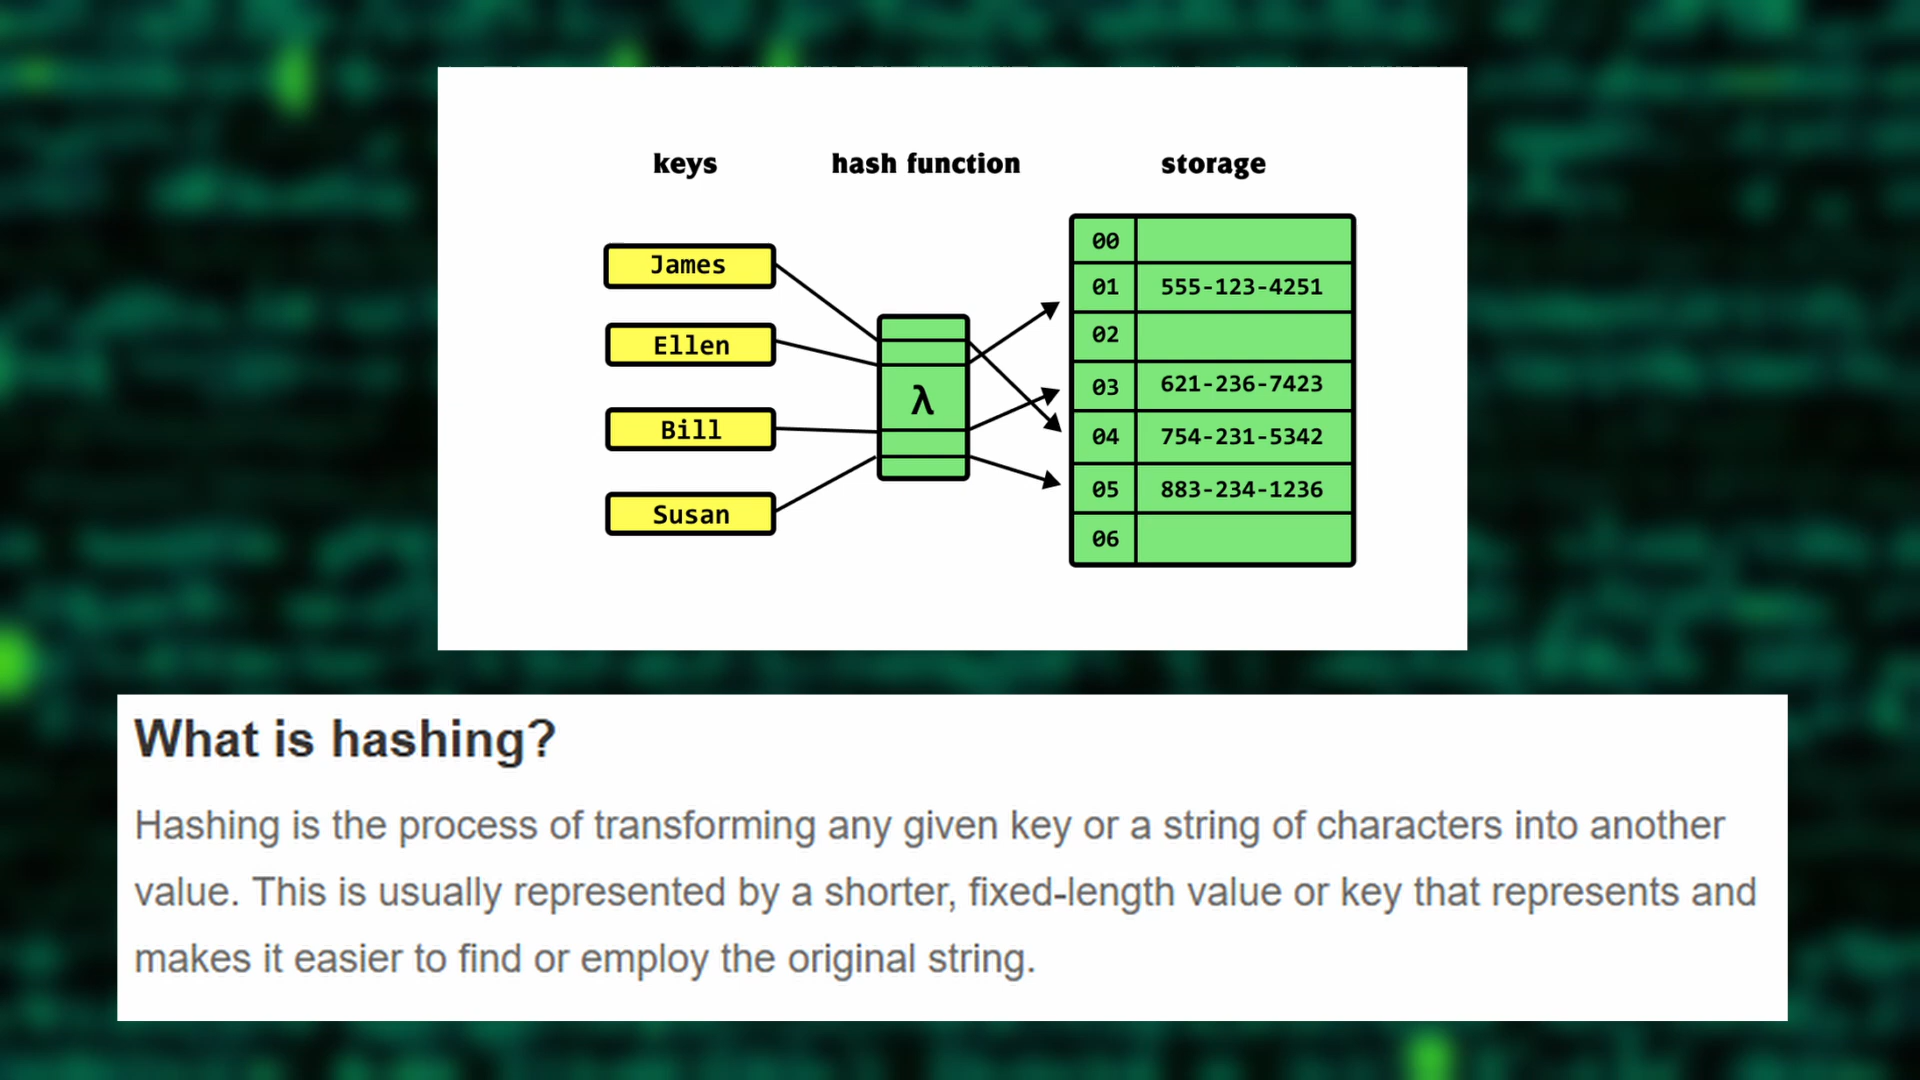 keys hash function storage
James
Ellen
Bill
Susan
λ
00
01 555-123-4251
02
03 621-236-7423
04 754-231-5342
05 883-234-1236
06
What is hashing?
Hashing is the process of transforming any given key or a string of characters into another
value. This is usually represented by a shorter, fixed-length value or key that represents and
makes it easier to find or employ the original string.